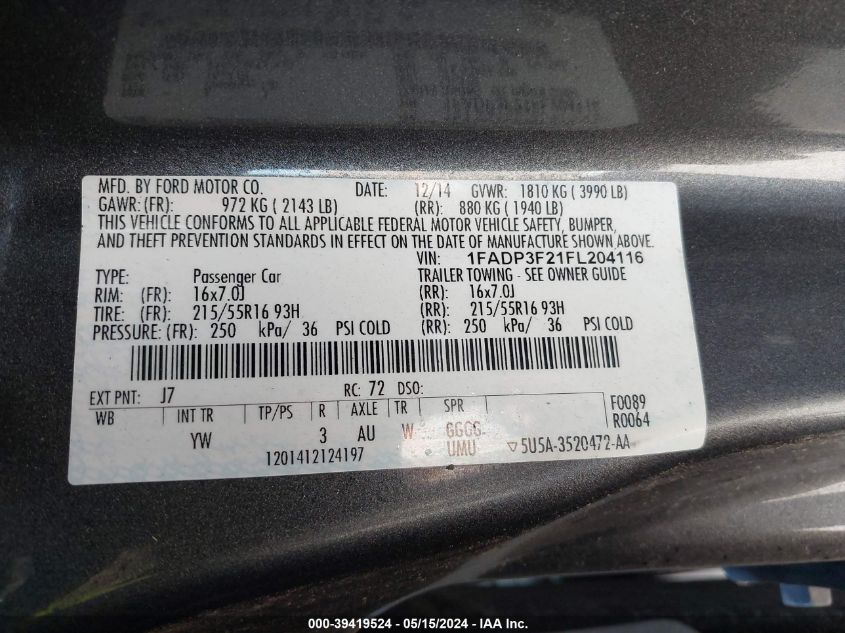 MFD. BY FORD MOTOR CO. DATE: 12/14 GVWR: 1810 KG ( 3990 LB)
GAWR: (FR): 972 KG ( 2143 LB) (RR): 880 KG ( 1940 LB)
THIS VEHICLE CONFORMS TO ALL APPLICABLE FEDERAL MOTOR VEHICLE SAFETY, BUMPER,
AND THEFT PREVENTION STANDARDS IN EFFECT ON THE DATE OF MANUFACTURE SHOWN ABOVE.
VIN: 1FADP3F21FL204116
TYPE: Passenger Car TRAILER TOWING - SEE OWNER GUIDE
RIM: (FR): 16x7.0J (RR): 16x7.0J
TIRE: (FR): 215/55R16 93H (RR): 215/55R16 93H
PRESSURE: (FR): 250 kPa/ 36 PSI COLD (RR): 250 kPa/ 36 PSI COLD
EXT PNT: J7 RC: 72 DSO: F0089
WB INT TR TP/PS R AXLE TR SPR R0064
YW 3 AU W GGGG
1201412124197 UMU ▽5U5A-3520472-AA
000-39419524 - 05/15/2024 - IAA Inc.